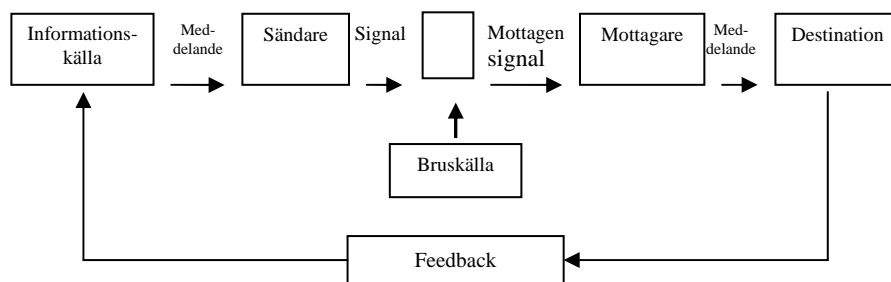 Informations-
källa
Med-
delande
Sändare
Signal
Mottagen
signal
Mottagare
Med-
delande
Destination
Bruskälla
Feedback